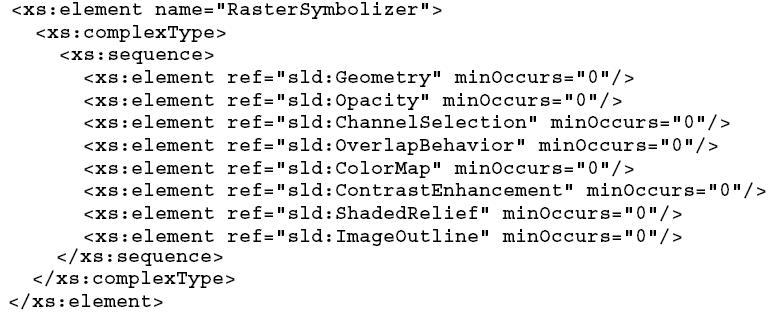 <xs:element name="RasterSymbolizer">
<xs:complexType>
<xs:sequence>
<xs:element ref="sld:Geometry" minOccurs="0"/>
<xs:element ref="sld:Opacity" minOccurs="0"/>
<xs:element ref="sld:ChannelSelection" minOccurs="0"/>
<xs:element ref="sld:OverlapBehavior" minOccurs="0"/>
<xs:element ref="sld:ColorMap" minOccurs="0"/>
<xs:element ref="sld:ContrastEnhancement" minOccurs="0"/>
<xs:element ref="sld:ShadedRelief" minOccurs="0"/>
<xs:element ref="sld:ImageOutline" minOccurs="0"/>
</xs:sequence>
</xs:complexType>
</xs:element>